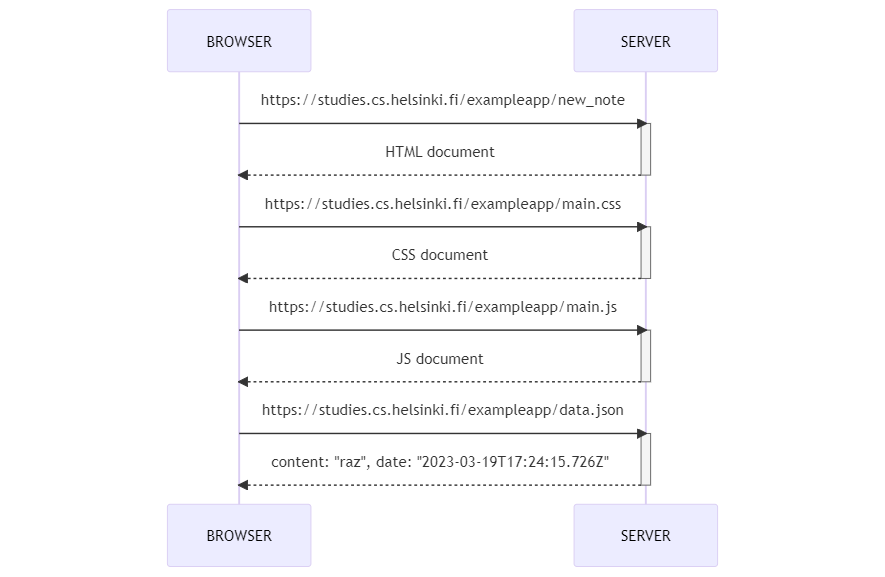 BROWSER SERVER
https://studies.cs.helsinki.fi/exampleapp/new_note
HTML document
https://studies.cs.helsinki.fi/exampleapp/main.css
CSS document
https://studies.cs.helsinki.fi/exampleapp/main.js
JS document
https://studies.cs.helsinki.fi/exampleapp/data.json
content: "raz", date: "2023-03-19T17:24:15.726Z"
BROWSER SERVER